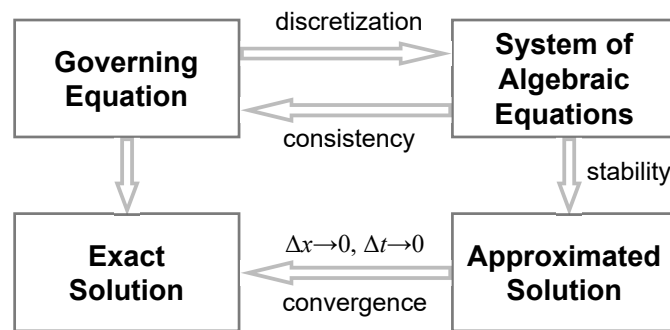 discretization
Governing
Equation
System of
Algebraic
Equations
consistency
stability
Exact
Solution
Δx→0, Δt→0
convergence
Approximated
Solution